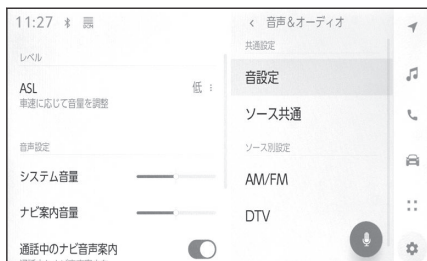 11:27
レベル
ASL
低
車速に応じて音量を調整
音声設定
システム音量
ナビ案内音量
通話中のナビ音声案内
音声&オーディオ
共通設定
音設定
ソース共通
ソース別設定
AM/FM
DTV